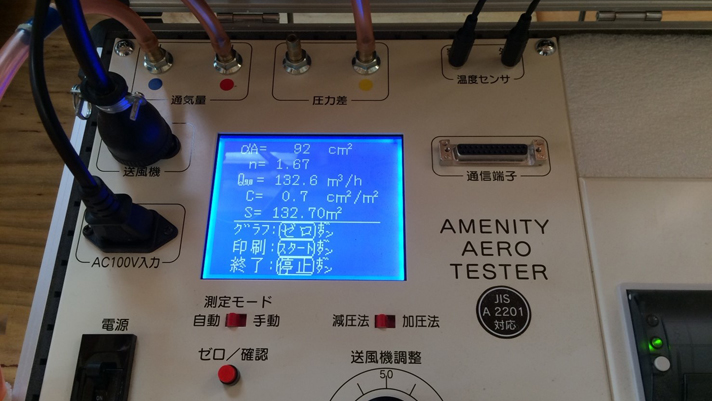 通気量
圧力差
温度センサ
送風機
通信端子
AC100V入力
αA= 92 cm²
n= 1.67
= 132.6 m³/h
C= 0.7 cm²/m²
S= 132.70m²
グラフ:(ゼロ)ボタン
印刷:(スタート)ボタン
終了:(停止)ボタン
AMENITY
AERO
TESTER
JIS
A 2201
対応
測定モード
自動 手動
減圧法 加圧法
電源
ゼロ/確認
送風機調整
50